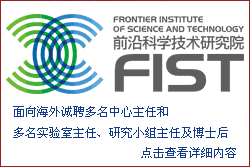 FRONTIER INSTITUTE
OF SCIENCE AND TECHNOLOGY
前沿科学技术研究院
FIST
面向海外诚聘多名中心主任和
多名实验室主任、研究小组主任及博士后
点击查看详细内容